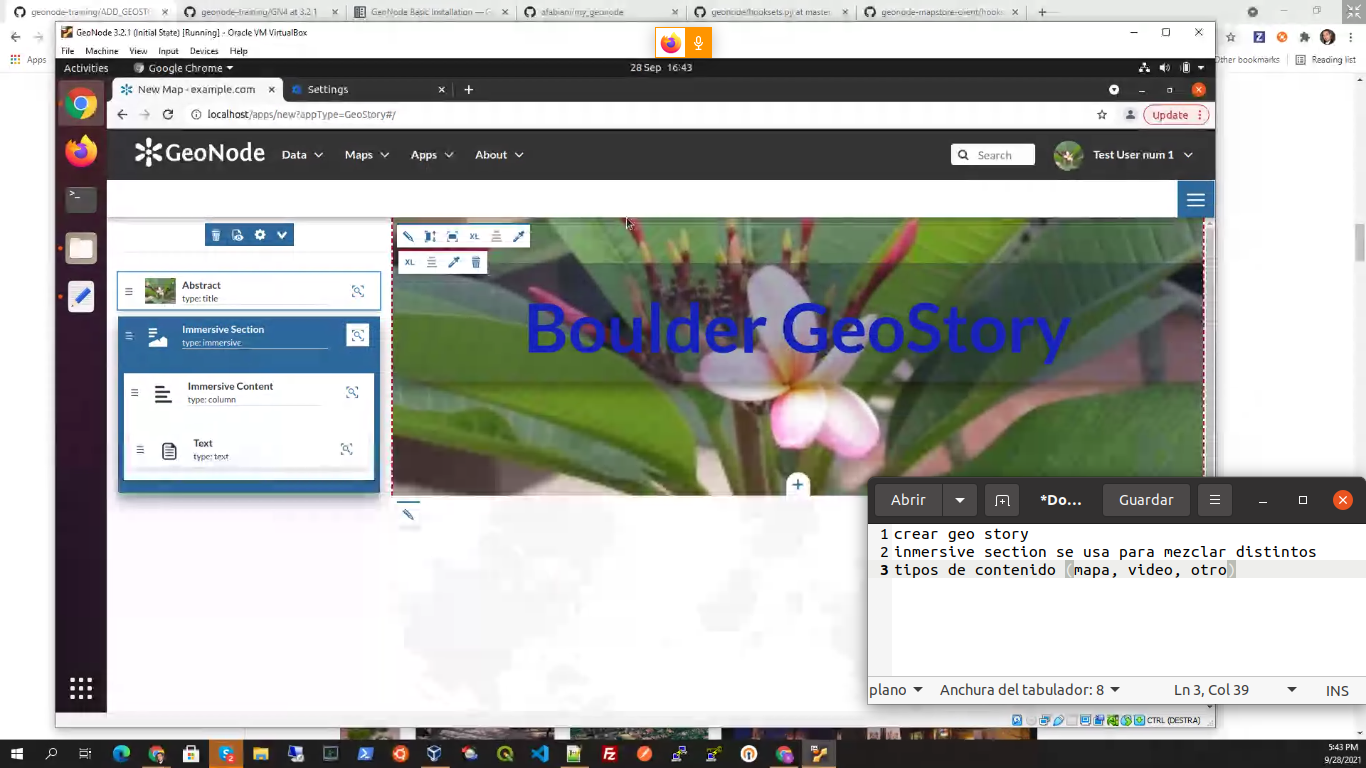 geonode-training/ADD_GEOST
geonode-training/GN4 at 3.2.1
GeoNode Basic Installation — G
afabiani/my_geonode
geonode/hooksets.py at master
geonode-mapstore-client/hook
Apps
Other bookmarks
Reading list
GeoNode 3.2.1 (Initial State) [Running] - Oracle VM VirtualBox
File Machine View Input Devices Help
Activities
Google Chrome
28 Sep 16:43
New Map - example.com
Settings
localhost/apps/new?appType=GeoStory#/
Update
GeoNode
Data
Maps
Apps
About
Search
Test User num 1
XL
XL
Abstract
type: title
Immersive Section
type: immersive
Immersive Content
type: column
Text
type: text
Boulder GeoStory
Abrir
*Do...
Guardar
1 crear geo story
2 inmersive section se usa para mezclar distintos
3 tipos de contenido (mapa, video, otro)
plano
Anchura del tabulador: 8
Ln 3, Col 39
INS
CTRL (DESTRA)
5:43 PM
9/28/2021